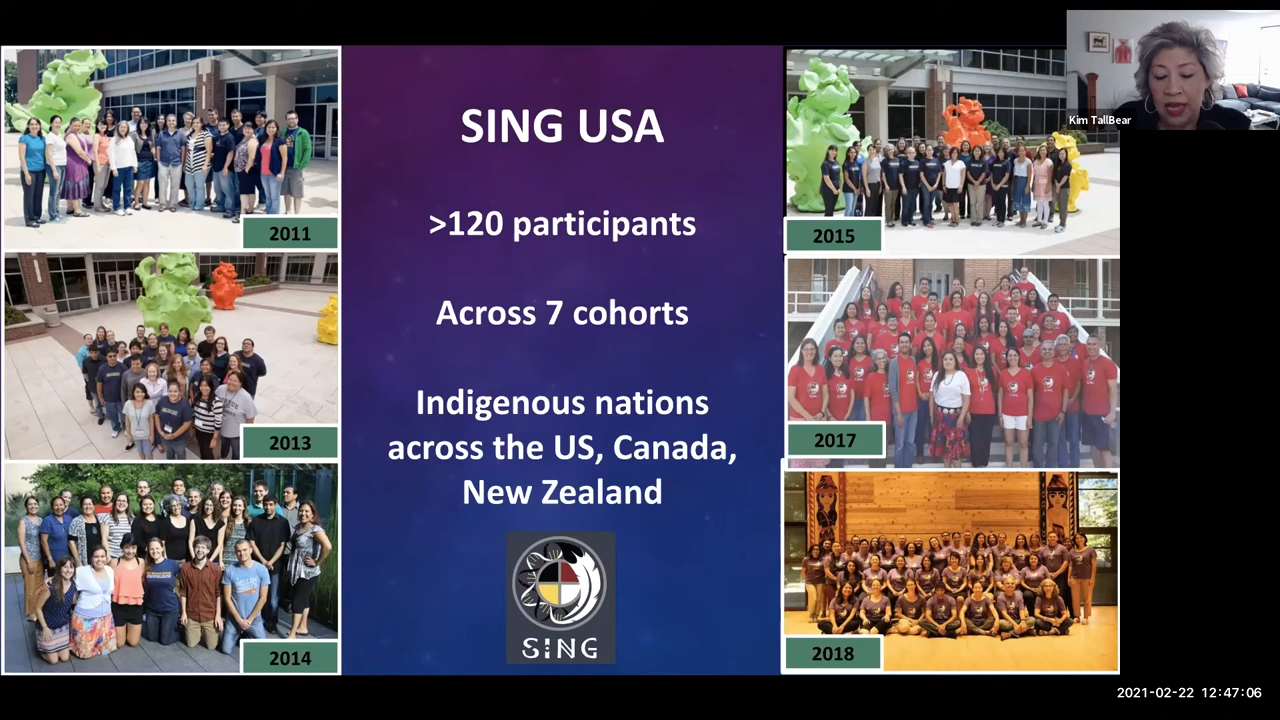 SING USA
>120 participants
Across 7 cohorts
Indigenous nations
across the US, Canada,
New Zealand
SING
2011
2013
2014
2015
2017
2018
Kim TallBear
2021-02-22 12:47:06